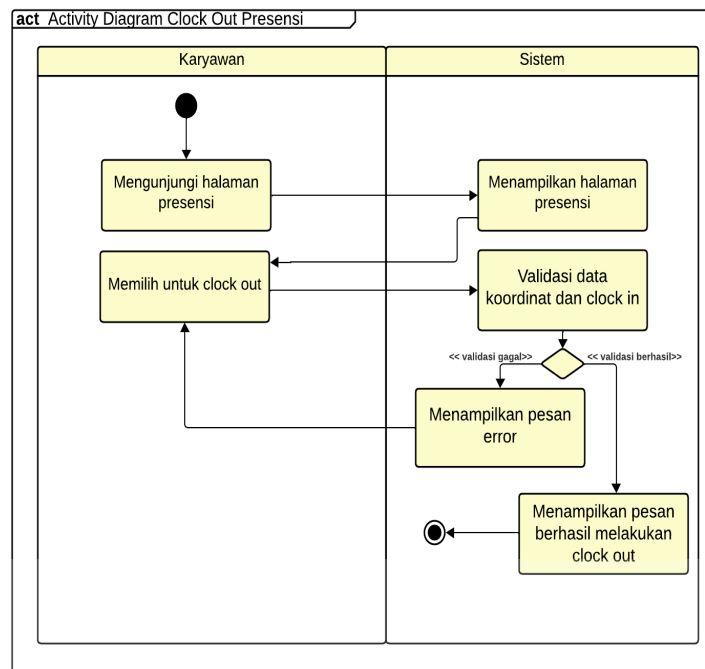 act Activity Diagram Clock Out Presensi
Karyawan
Sistem
Mengunjungi halaman
presensi
Menampilkan halaman
presensi
Memilih untuk clock out
Validasi data
koordinat dan clock in
<< validasi gagal>>
<< validasi berhasil>>
Menampilkan pesan
error
Menampilkan pesan
berhasil melakukan
clock out